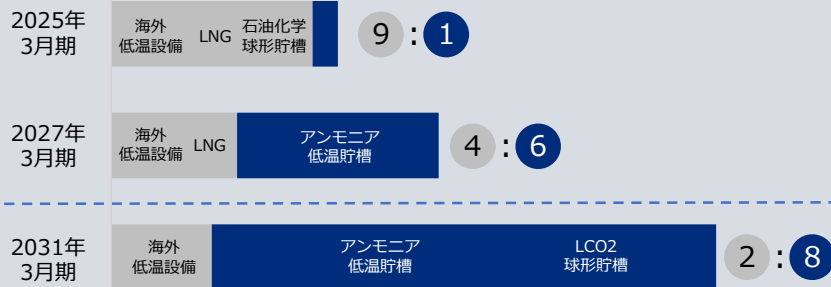 2025年
3月期
海外
低温設備
LNG
石油化学
球形貯槽
9:1
2027年
3月期
海外
低温設備
LNG
アンモニア
低温貯槽
4:6
2031年
3月期
海外
低温設備
アンモニア
低温貯槽
LCO2
球形貯槽
2:8